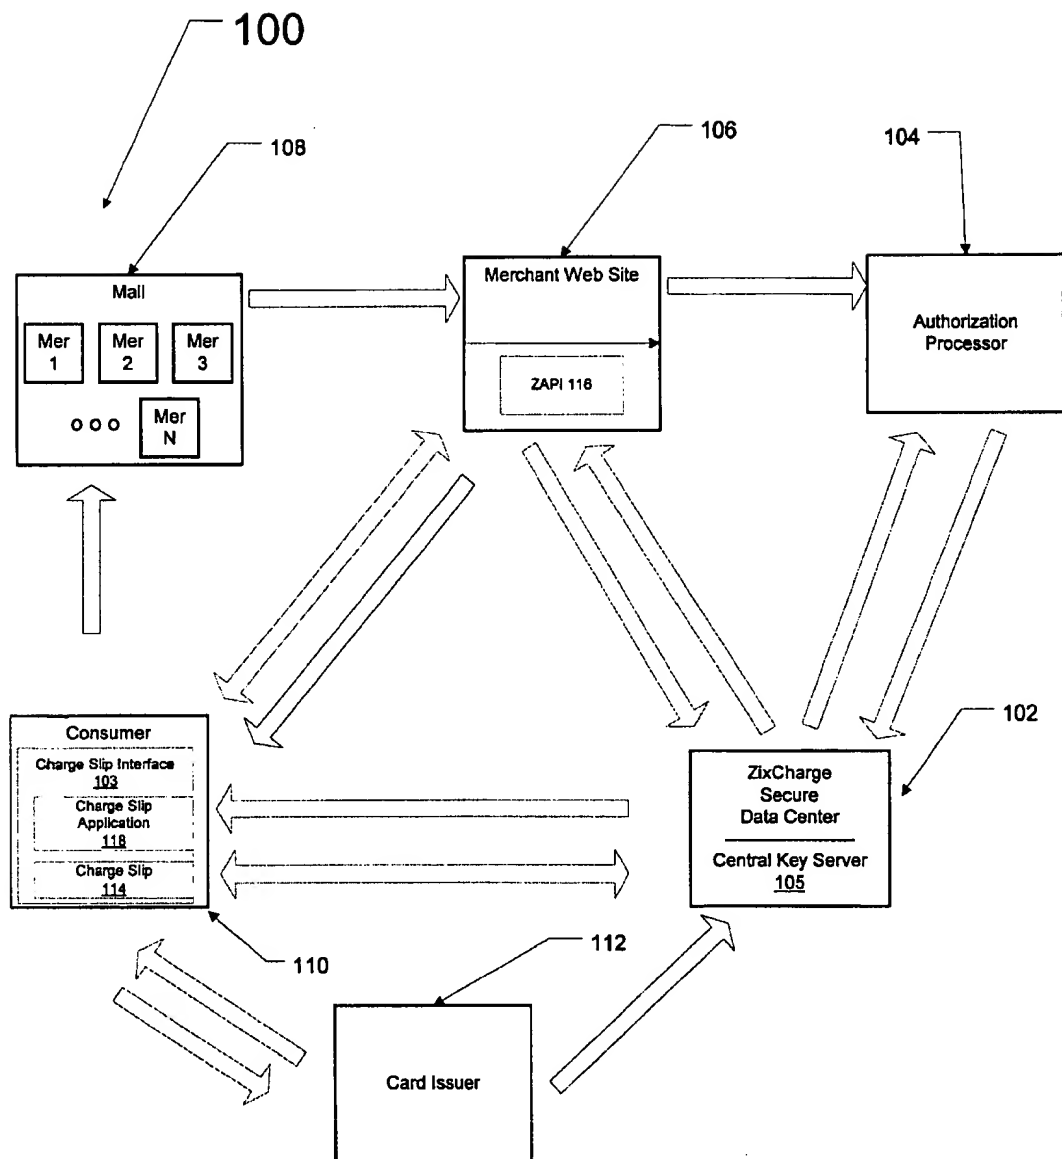 100
108
106
104
Mall
Mer
1
Mer
2
Mer
3
Mer
N
Merchant Web Site
ZAPI 116
Authorization
Processor
Consumer
Charge Slip Interface
103
Charge Slip
Application
118
Charge Slip
114
110
102
ZixCharge
Secure
Data Center
Central Key Server
105
112
Card Issuer